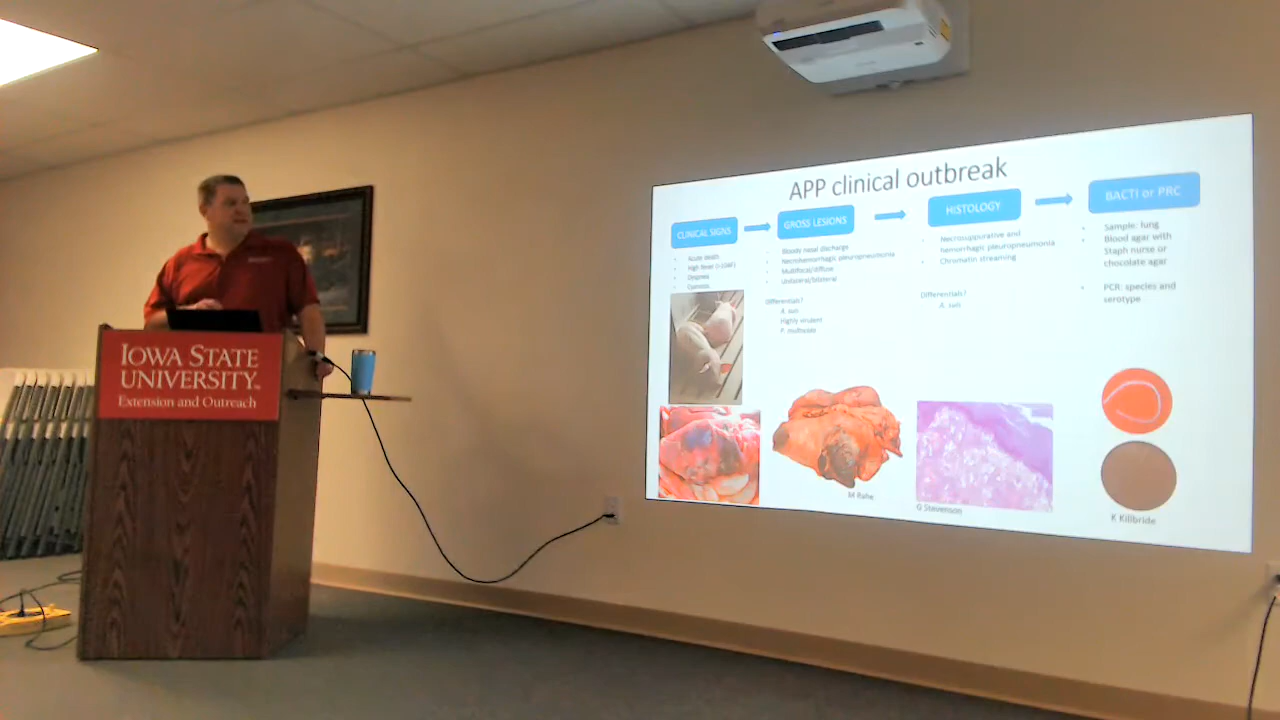 IOWA STATE
UNIVERSITY™
Extension and Outreach
APP clinical outbreak
CLINICAL SIGNS
Acute death
High fever
Dyspnea
Cyanosis
GROSS LESIONS
Bloody nasal discharge
Necrohemorrhagic pleuropneumonia
Multifocal/diffuse
Unilateral/bilateral
Differentials?
A. suis
Highly virulent
P. multocida
HISTOLOGY
Necrosuppurative and
hemorrhagic pleuropneumonia
Chromatin streaming
Differentials?
A. suis
BACTI or PRC
Sample: lung
Blood agar with
Staph nurse or
chocolate agar
PCR: species and
serotype
M Rahe
G Stevenson
K Killbride